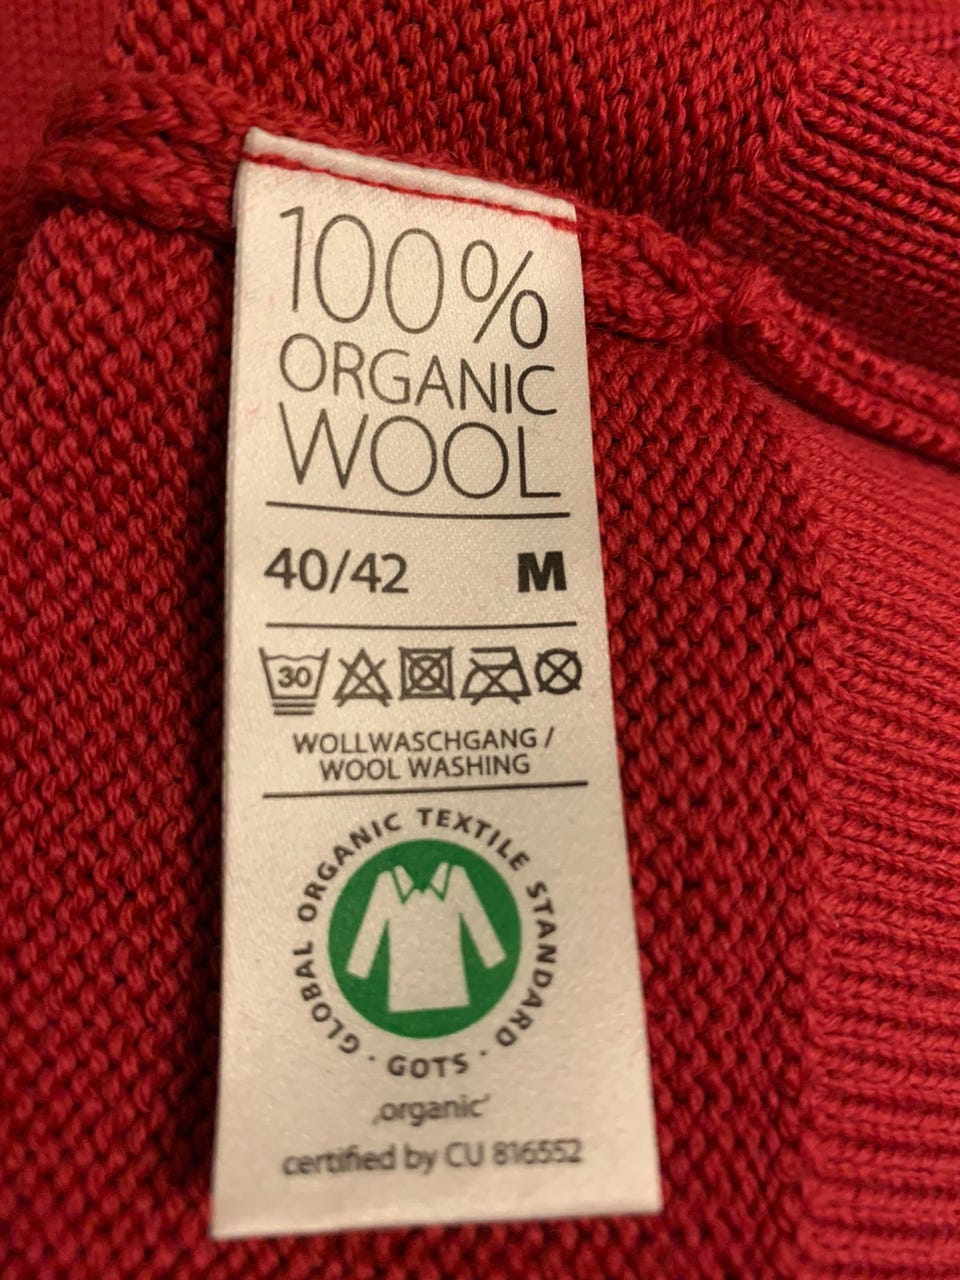 100%
ORGANIC
WOOL
40/42 M
30
WOLLWASCHGANG /
WOOL WASHING
GLOBAL ORGANIC TEXTILE STANDARD
· GOTS ·
‚organic‘
certified by CU 816552